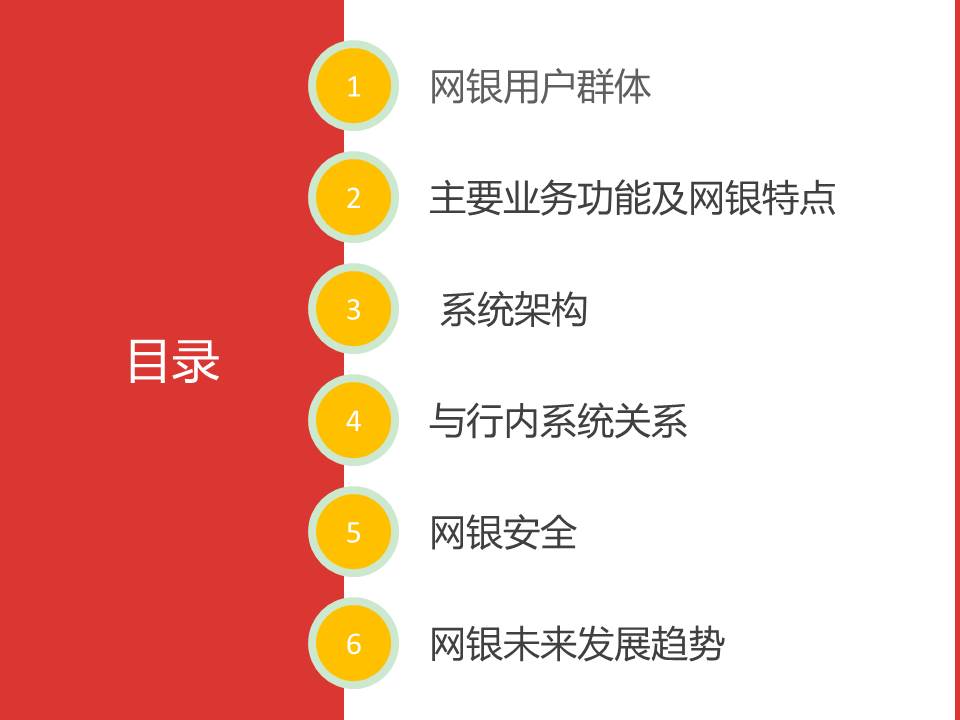 目录
1 网银用户群体
2 主要业务功能及网银特点
3 系统架构
4 与行内系统关系
5 网银安全
6 网银未来发展趋势